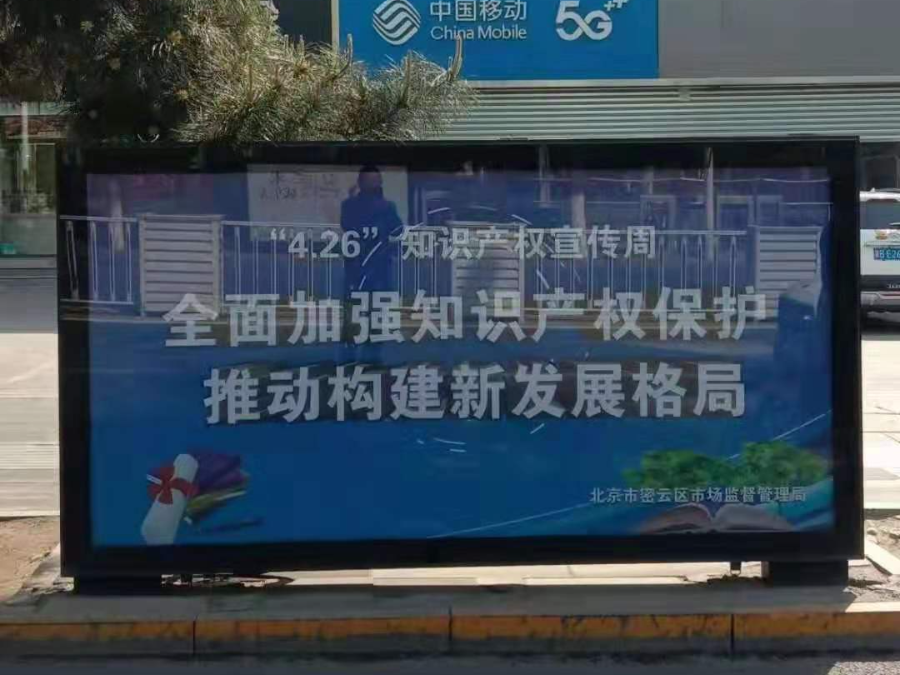 中国移动
China Mobile
5G++
“4.26”知识产权宣传周
全面加强知识产权保护
推动构建新发展格局
北京市密云区市场监督管理局